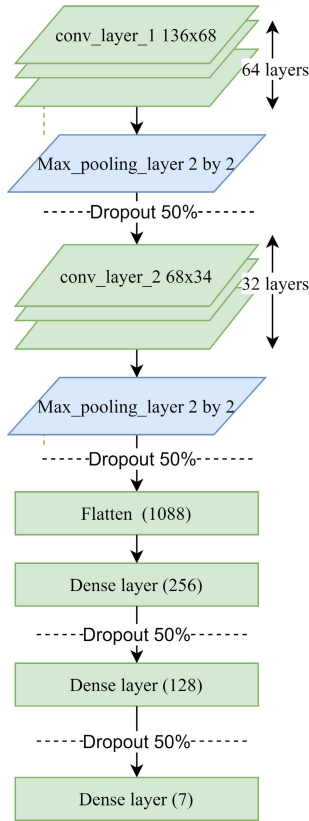 conv_layer_1 136x68
64 layers
Max_pooling_layer 2 by 2
Dropout 50%
conv_layer_2 68x34
32 layers
Max_pooling_layer 2 by 2
Dropout 50%
Flatten (1088)
Dense layer (256)
Dropout 50%
Dense layer (128)
Dropout 50%
Dense layer (7)